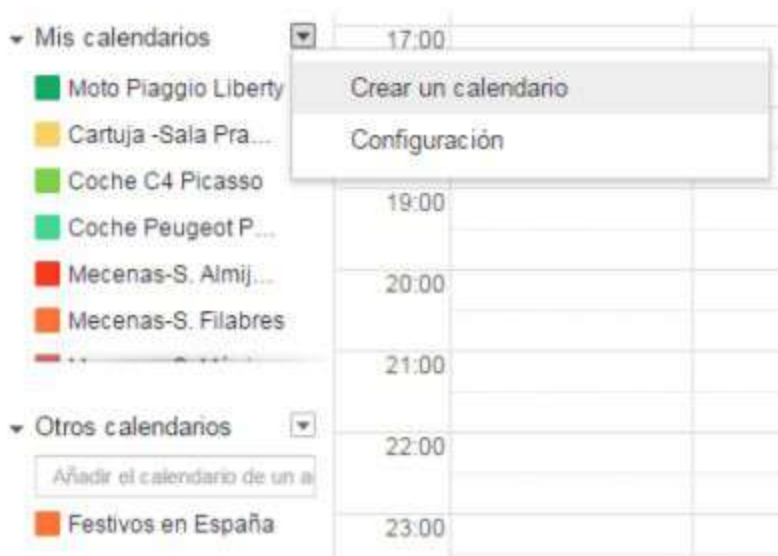 Mis calendarios
Moto Piaggio Liberty
Cartuja -Sala Pra...
Coche C4 Picasso
Coche Peugeot P...
Mecenas-S. Almij...
Mecenas-S. Filabres
Otros calendarios
Añadir el calendario de un a
Festivos en España
Crear un calendario
Configuración
17:00
19:00
20:00
21:00
22:00
23:00